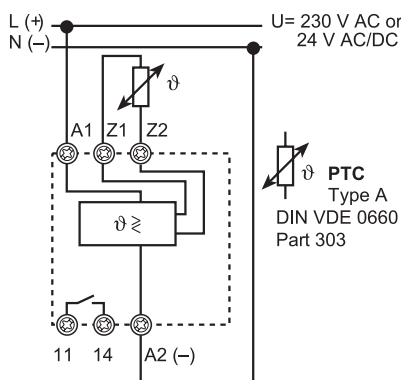 L (+)
U= 230 V AC or
N (–)
24 V AC/DC
ϑ
A1 Z1 Z2
ϑ PTC
Type A
DIN VDE 0660
Part 303
ϑ ≷
11 14 A2 (–)